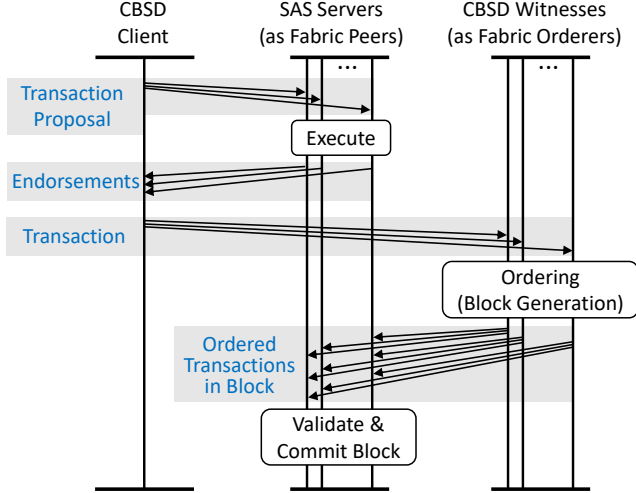 CBSD
Client
SAS Servers
(as Fabric Peers)
CBSD Witnesses
(as Fabric Orderers)
...
...
Transaction
Proposal
Execute
Endorsements
Transaction
Ordering
(Block Generation)
Ordered
Transactions
in Block
Validate &
Commit Block